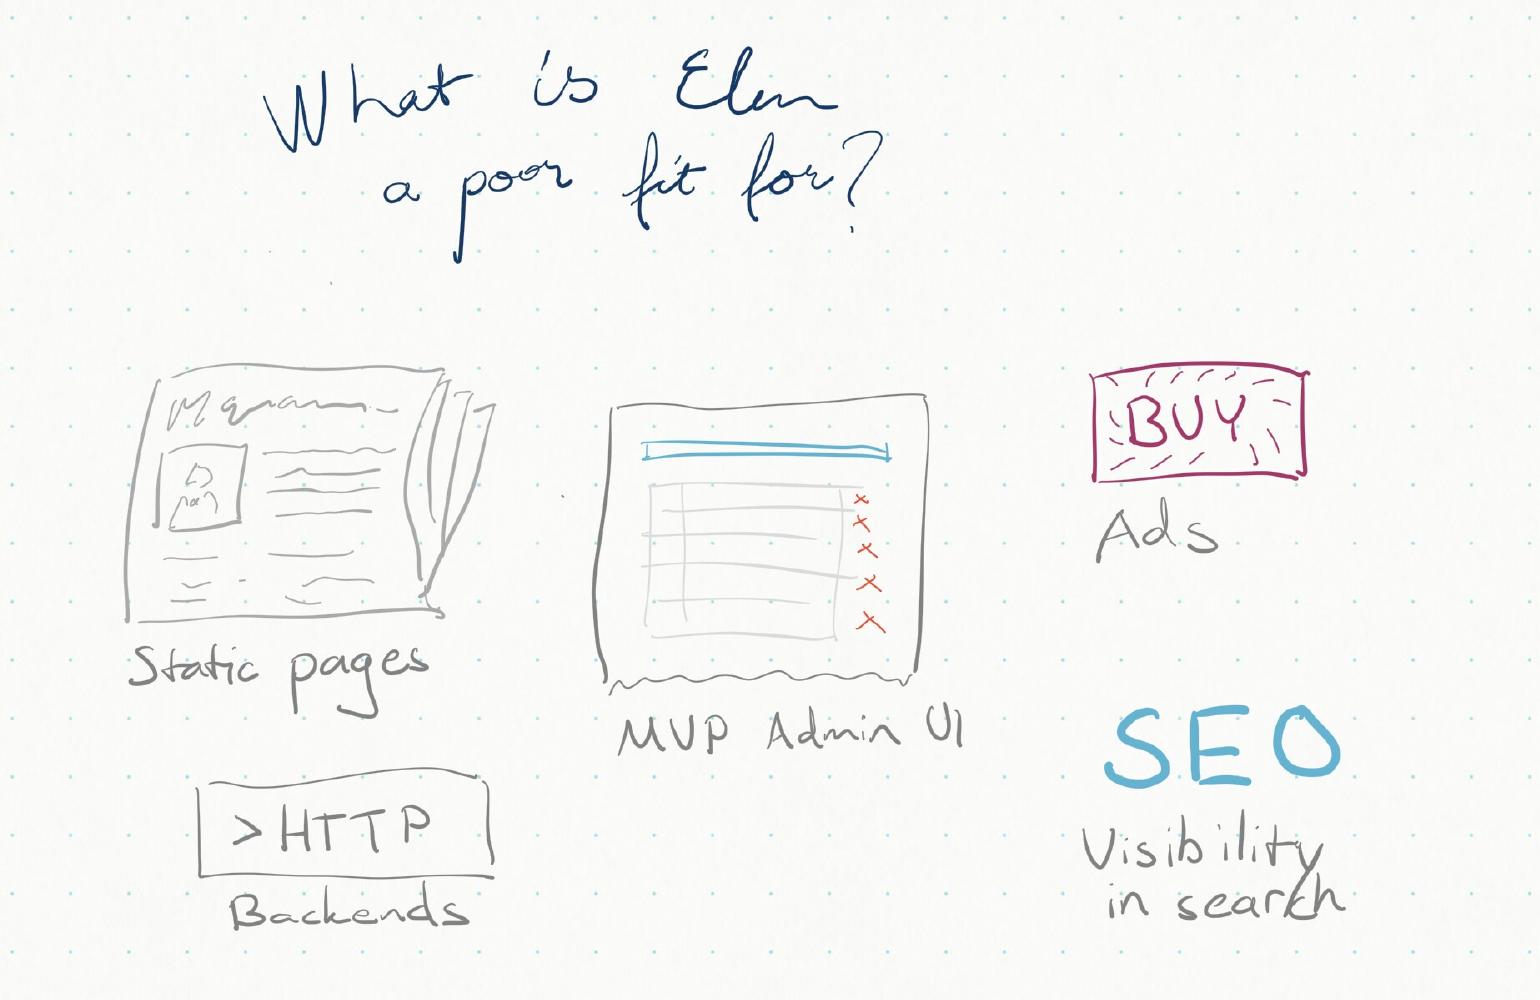 What is Elm
a poor fit for?
Static pages
MVP Admin UI
BUY
Ads
>HTTP
Backends
SEO
Visibility
in search